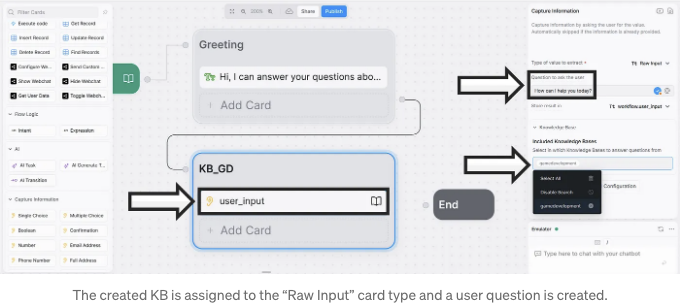 Filter Cards
Execute code
Get Record
Insert Record
Update Record
Delete Record
Find Records
Configure We...
Send Custom ...
Show Webchat
Hide Webchat
Get User Data
Toggle Webch...
Flow Logic
Intent
Expression
AI
AI Task
AI Generate T...
AI Transition
Capture Information
Single Choice
Multiple Choice
Boolean
Confirmation
Number
Email Address
Phone Number
Full Address
Share
Publish
Greeting
Hi, I can answer your questions abo...
Add Card
KB_GD
user_input
Add Card
End
Capture Information
Capture information by asking the user for the value,
Automatically skipped if the information is already provided.
Type of value to extract *
Raw Input
Question to ask the user
How can I help you today?
Store result in
workflow.user_input
Knowledge Base
Included Knowledge Bases
Select in which Knowledge Bases to answer questions from
gamedevelopment
Select All
Disable Search
gamedevelopment
Configuration
Emulator
Type here to chat with your chatbot
The created KB is assigned to the “Raw Input” card type and a user question is created.